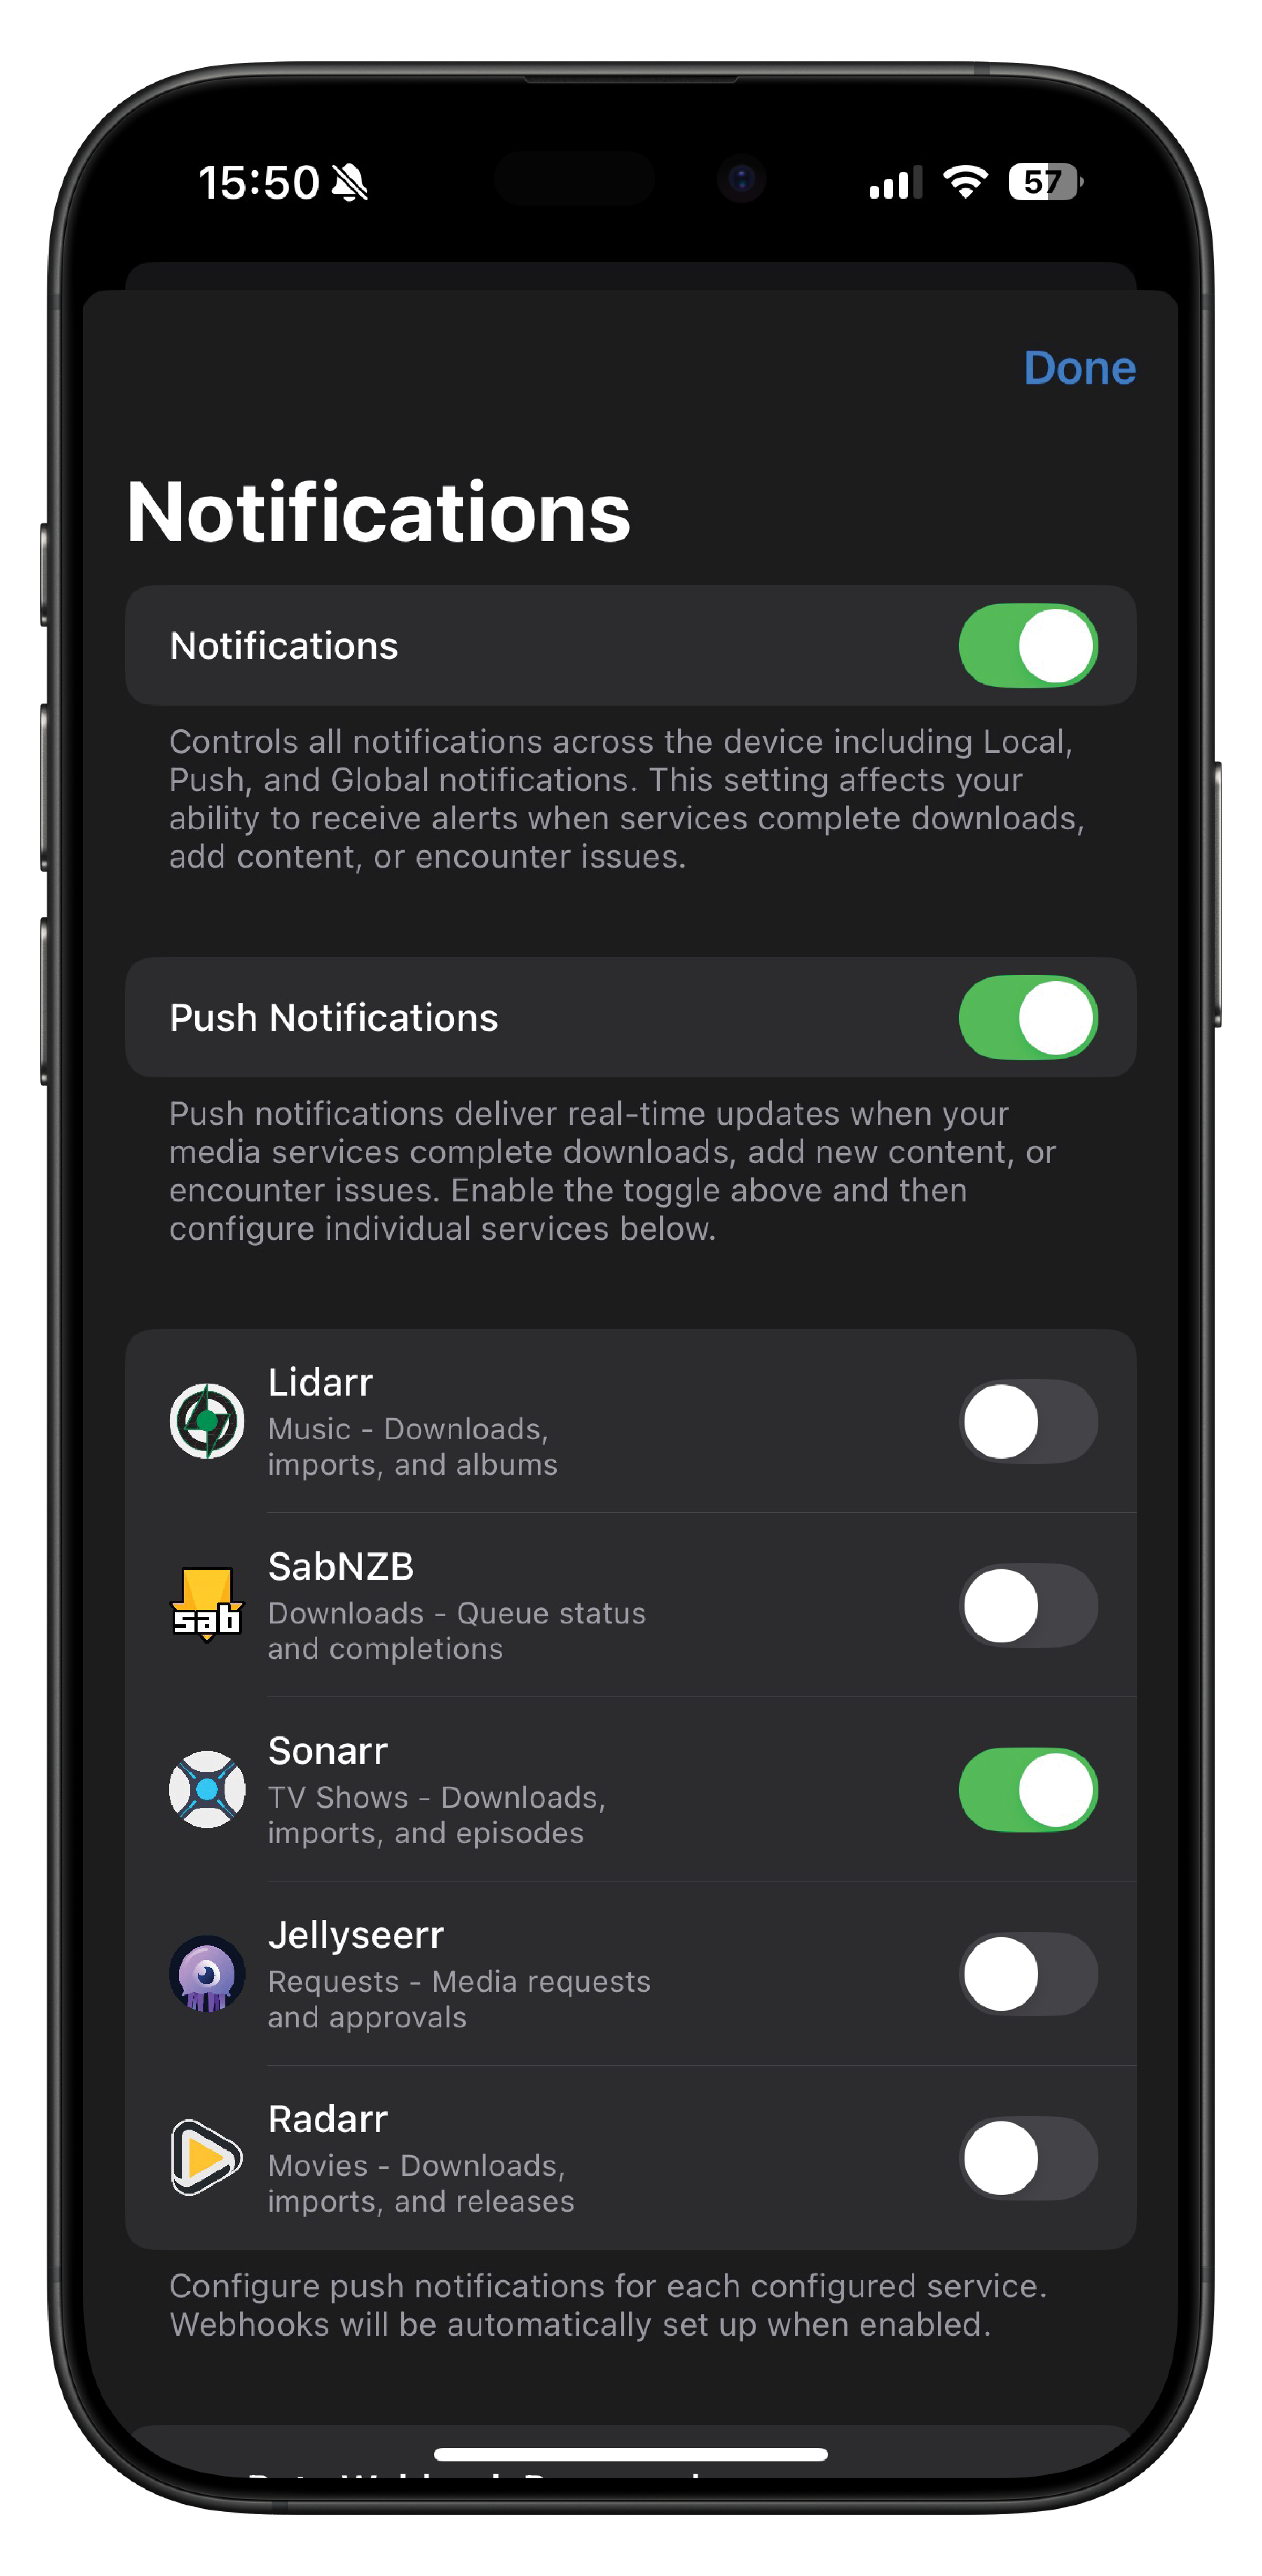 15:50
57
Done
Notifications
Notifications
Controls all notifications across the device including Local,
Push, and Global notifications. This setting affects your
ability to receive alerts when services complete downloads,
add content, or encounter issues.
Push Notifications
Push notifications deliver real-time updates when your
media services complete downloads, add new content, or
encounter issues. Enable the toggle above and then
configure individual services below.
Lidarr
Music - Downloads,
imports, and albums
sab
SabNZB
Downloads - Queue status
and completions
Sonarr
TV Shows - Downloads,
imports, and episodes
Jellyseerr
Requests - Media requests
and approvals
Radarr
Movies - Downloads,
imports, and releases
Configure push notifications for each configured service.
Webhooks will be automatically set up when enabled.